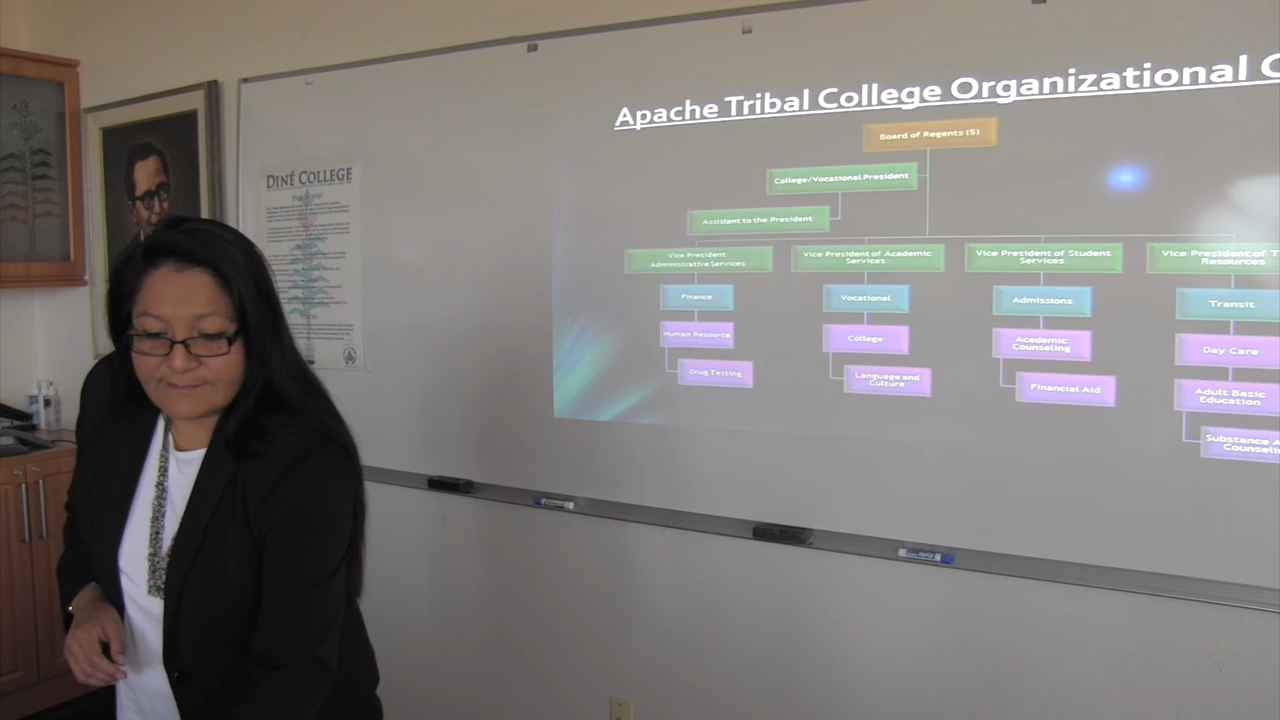 Apache Tribal College Organizational C
Board of Regents (5)
College/Vocational President
Assistant to the President
Vice President
Administrative Services
Vice President of Academic
Services
Vice President of Student
Services
Vice President of T
Resources
Finance
Vocational
Admissions
Transit
Human Resource
College
Academic
Counseling
Day Care
Drug Testing
Language and
Culture
Financial Aid
Adult Basic
Education
Substance A
Counseli
DINÉ COLLEGE